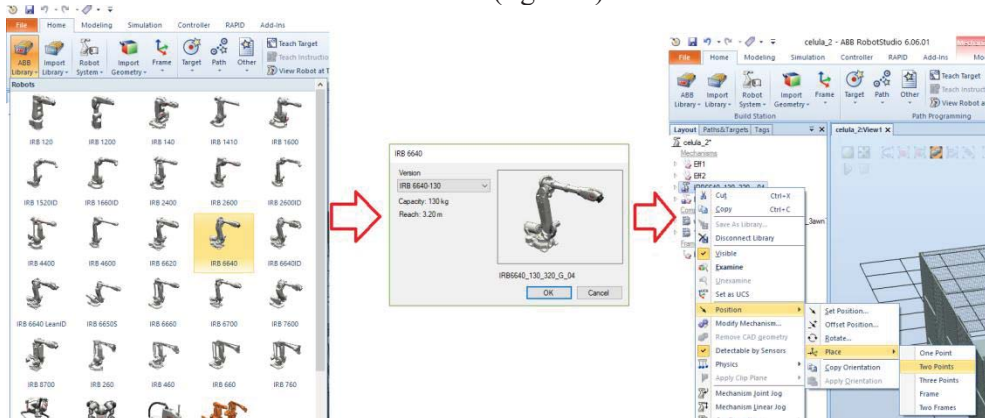 File Home Modeling Simulation Controller RAPID Add-Ins
ABB Library Import Library Robot System Import Geometry Frame Target Path Other
Teach Target
Teach Instructio
View Robot at T
Robots
IRB 120 IRB 1200 IRB 140 IRB 1410 IRB 1600
IRB 1520ID IRB 1660ID IRB 2400 IRB 2600 IRB 2600ID
IRB 4400 IRB 4600 IRB 6620 IRB 6640 IRB 6640ID
IRB 6640 LeanID IRB 6650S IRB 6660 IRB 6700 IRB 7600
IRB 8700 IRB 260 IRB 460 IRB 660 IRB 760
IRB 6640
Version
IRB 6640-130
Capacity: 130 kg
Reach: 3.20 m
IRB6640_130_320_G_04
OK Cancel
celula_2 - ABB RobotStudio 6.06.01
File Home Modeling Simulation Controller RAPID Add-Ins Mo
ABB Library Import Library Robot System Import Geometry Frame Target Path Other
Teach Target
Teach Instruct
View Robot a
Build Station Path Programming
Layout Paths&Targets Tags
celula_2:View1
celula_2*
Mechanisms
Eff1
Eff2
Cut Ctrl+X
Copy Ctrl+C
Save As Library...
Disconnect Library
Visible
Examine
Unexamine
Set as UCS
Position
Modify Mechanism...
Remove CAD geometry
Detectable by Sensors
Physics
Apply Clip Plane
Mechanism Joint Jog
Mechanism Linear Jog
Set Position...
Offset Position...
Rotate...
Place
Copy Orientation
Apply Orientation
One Point
Two Points
Three Points
Frame
Two Frames